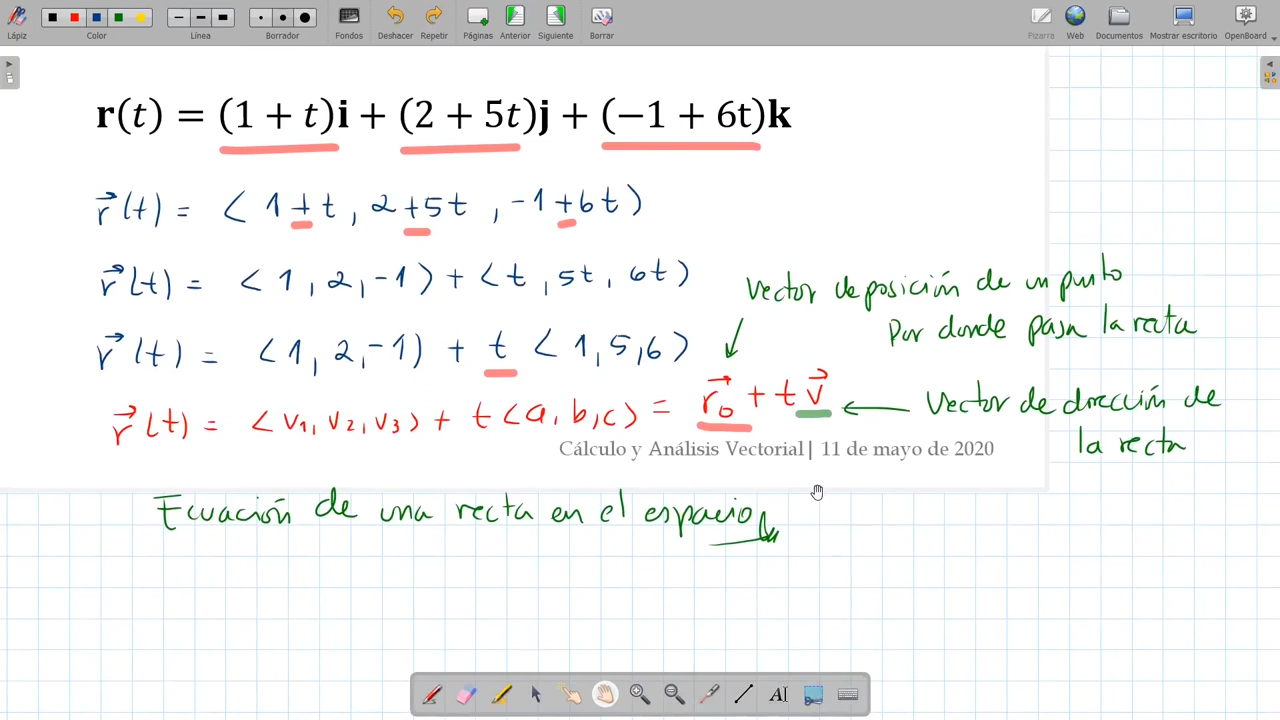 Lápiz Color Línea Borrador Fondos Deshacer Repetir Páginas Anterior Siguiente Borrar Pizarra Web Documentos Mostrar escritorio OpenBoard
r(t) = (1 + t)i + (2 + 5t)j + (−1 + 6t)k
r⃗(t) = ⟨ 1 + t, 2+5t, -1+6t ⟩
r⃗(t) = ⟨ 1, 2, -1 ⟩ + ⟨ t, 5t, 6t ⟩
Vector de posición de un punto
Por donde pasa la recta
r⃗(t) = ⟨ 1, 2, -1 ⟩ + t ⟨ 1, 5, 6 ⟩
r⃗(t) = ⟨ v₁, v₂, v₃ ⟩ + t ⟨ a, b, c ⟩ = r⃗₀ + t v⃗
Vector de dirección de
la recta
Cálculo y Análisis Vectorial| 11 de mayo de 2020
Ecuación de una recta en el espacio
AI